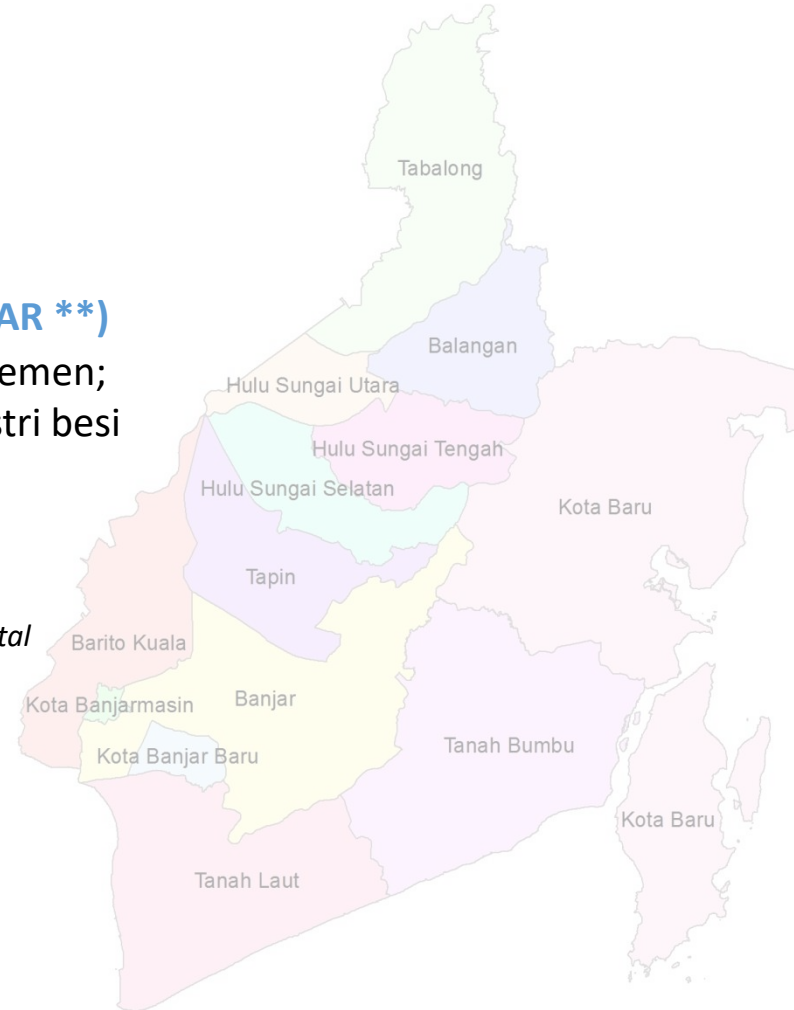 AR **)
emen;
stri besi
tal
Tabalong
Balangan
Hulu Sungai Utara
Hulu Sungai Tengah
Hulu Sungai Selatan
Kota Baru
Tapin
Barito Kuala
Kota Banjarmasin
Banjar
Kota Banjar Baru
Tanah Bumbu
Kota Baru
Tanah Laut